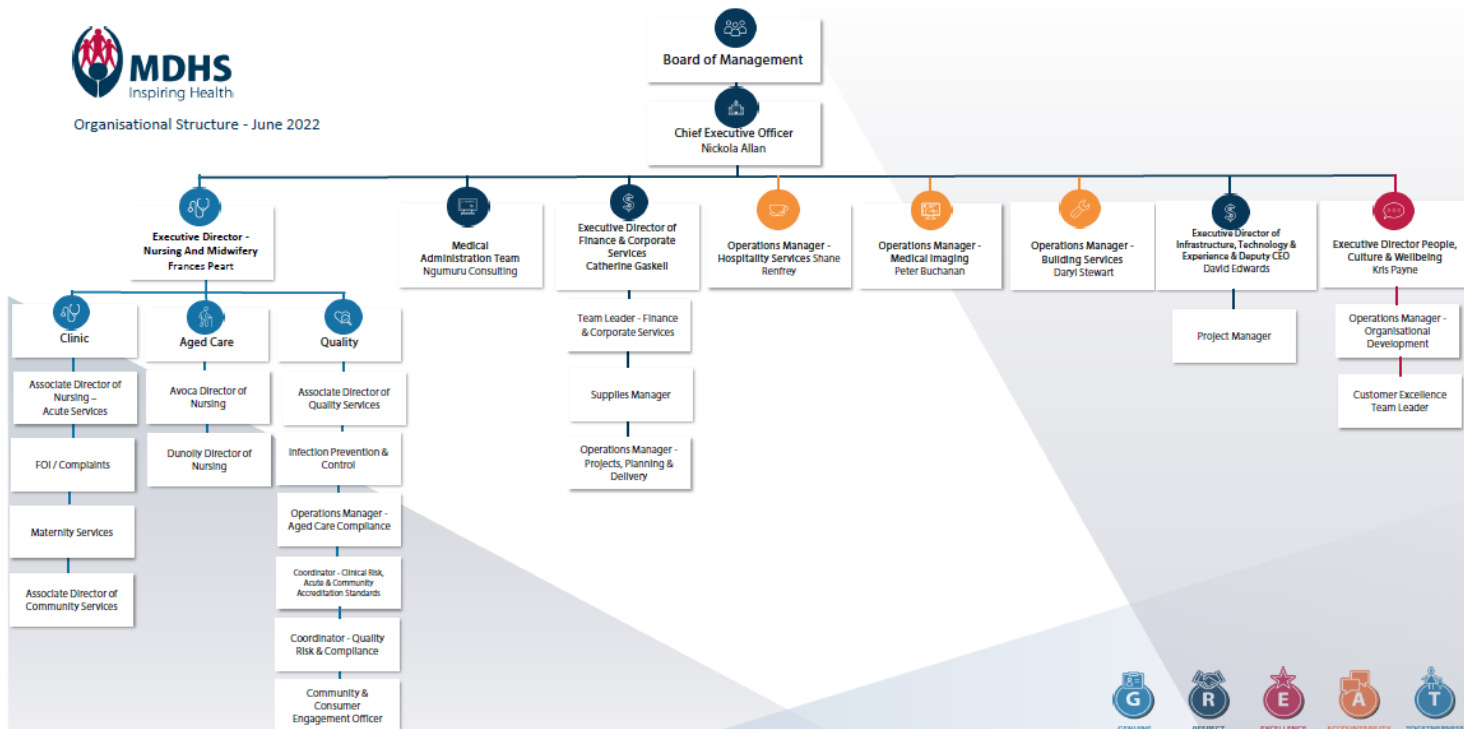 MDHS
Inspiring Health
Organisational Structure - June 2022
Board of Management
Chief Executive Officer
Nickola Allan
Executive Director -
Nursing And Midwifery
Frances Peart
Medical
Administration Team
Ngumuru Consulting
Executive Director of
Finance & Corporate
Services
Catherine Gaskell
Operations Manager -
Hospitality Services Shane
Renfrey
Operations Manager -
Medical Imaging
Peter Buchanan
Operations Manager -
Building Services
Daryl Stewart
Executive Director of
Infrastructure, Technology &
Experience & Deputy CEO
David Edwards
Executive Director People,
Culture & Wellbeing
Kris Payne
Clinic
Associate Director of
Nursing –
Acute Services
FOI / Complaints
Maternity Services
Associate Director of
Community Services
Aged Care
Avoca Director of
Nursing
Dunolly Director of
Nursing
Quality
Associate Director of
Quality Services
Infection Prevention &
Control
Operations Manager -
Aged Care Compliance
Coordinator - Clinical Risk,
Acute & Community
Accreditation Standards
Coordinator - Quality
Risk & Compliance
Community &
Consumer
Engagement Officer
Team Leader - Finance
& Corporate Services
Supplies Manager
Operations Manager -
Projects, Planning &
Delivery
Project Manager
Operations Manager -
Organisational
Development
Customer Excellence
Team Leader
G R E A T
GENUINE RESPECT EXCELLENCE ACCOUNTABILITY TOGETHERNESS